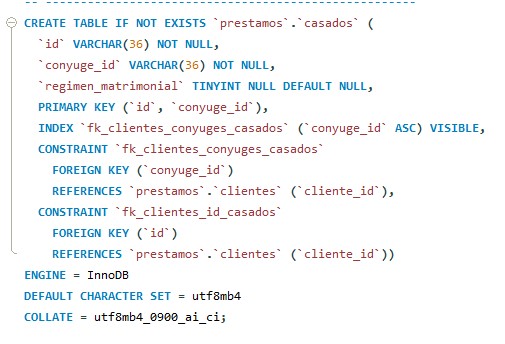 CREATE TABLE IF NOT EXISTS `prestamos`.`casados` (
`id` VARCHAR(36) NOT NULL,
`conyuge_id` VARCHAR(36) NOT NULL,
`regimen_matrimonial` TINYINT NULL DEFAULT NULL,
PRIMARY KEY (`id`, `conyuge_id`),
INDEX `fk_clientes_conyuges_casados` (`conyuge_id` ASC) VISIBLE,
CONSTRAINT `fk_clientes_conyuges_casados`
FOREIGN KEY (`conyuge_id`)
REFERENCES `prestamos`.`clientes` (`cliente_id`),
CONSTRAINT `fk_clientes_id_casados`
FOREIGN KEY (`id`)
REFERENCES `prestamos`.`clientes` (`cliente_id`))
ENGINE = InnoDB
DEFAULT CHARACTER SET = utf8mb4
COLLATE = utf8mb4_0900_ai_ci;